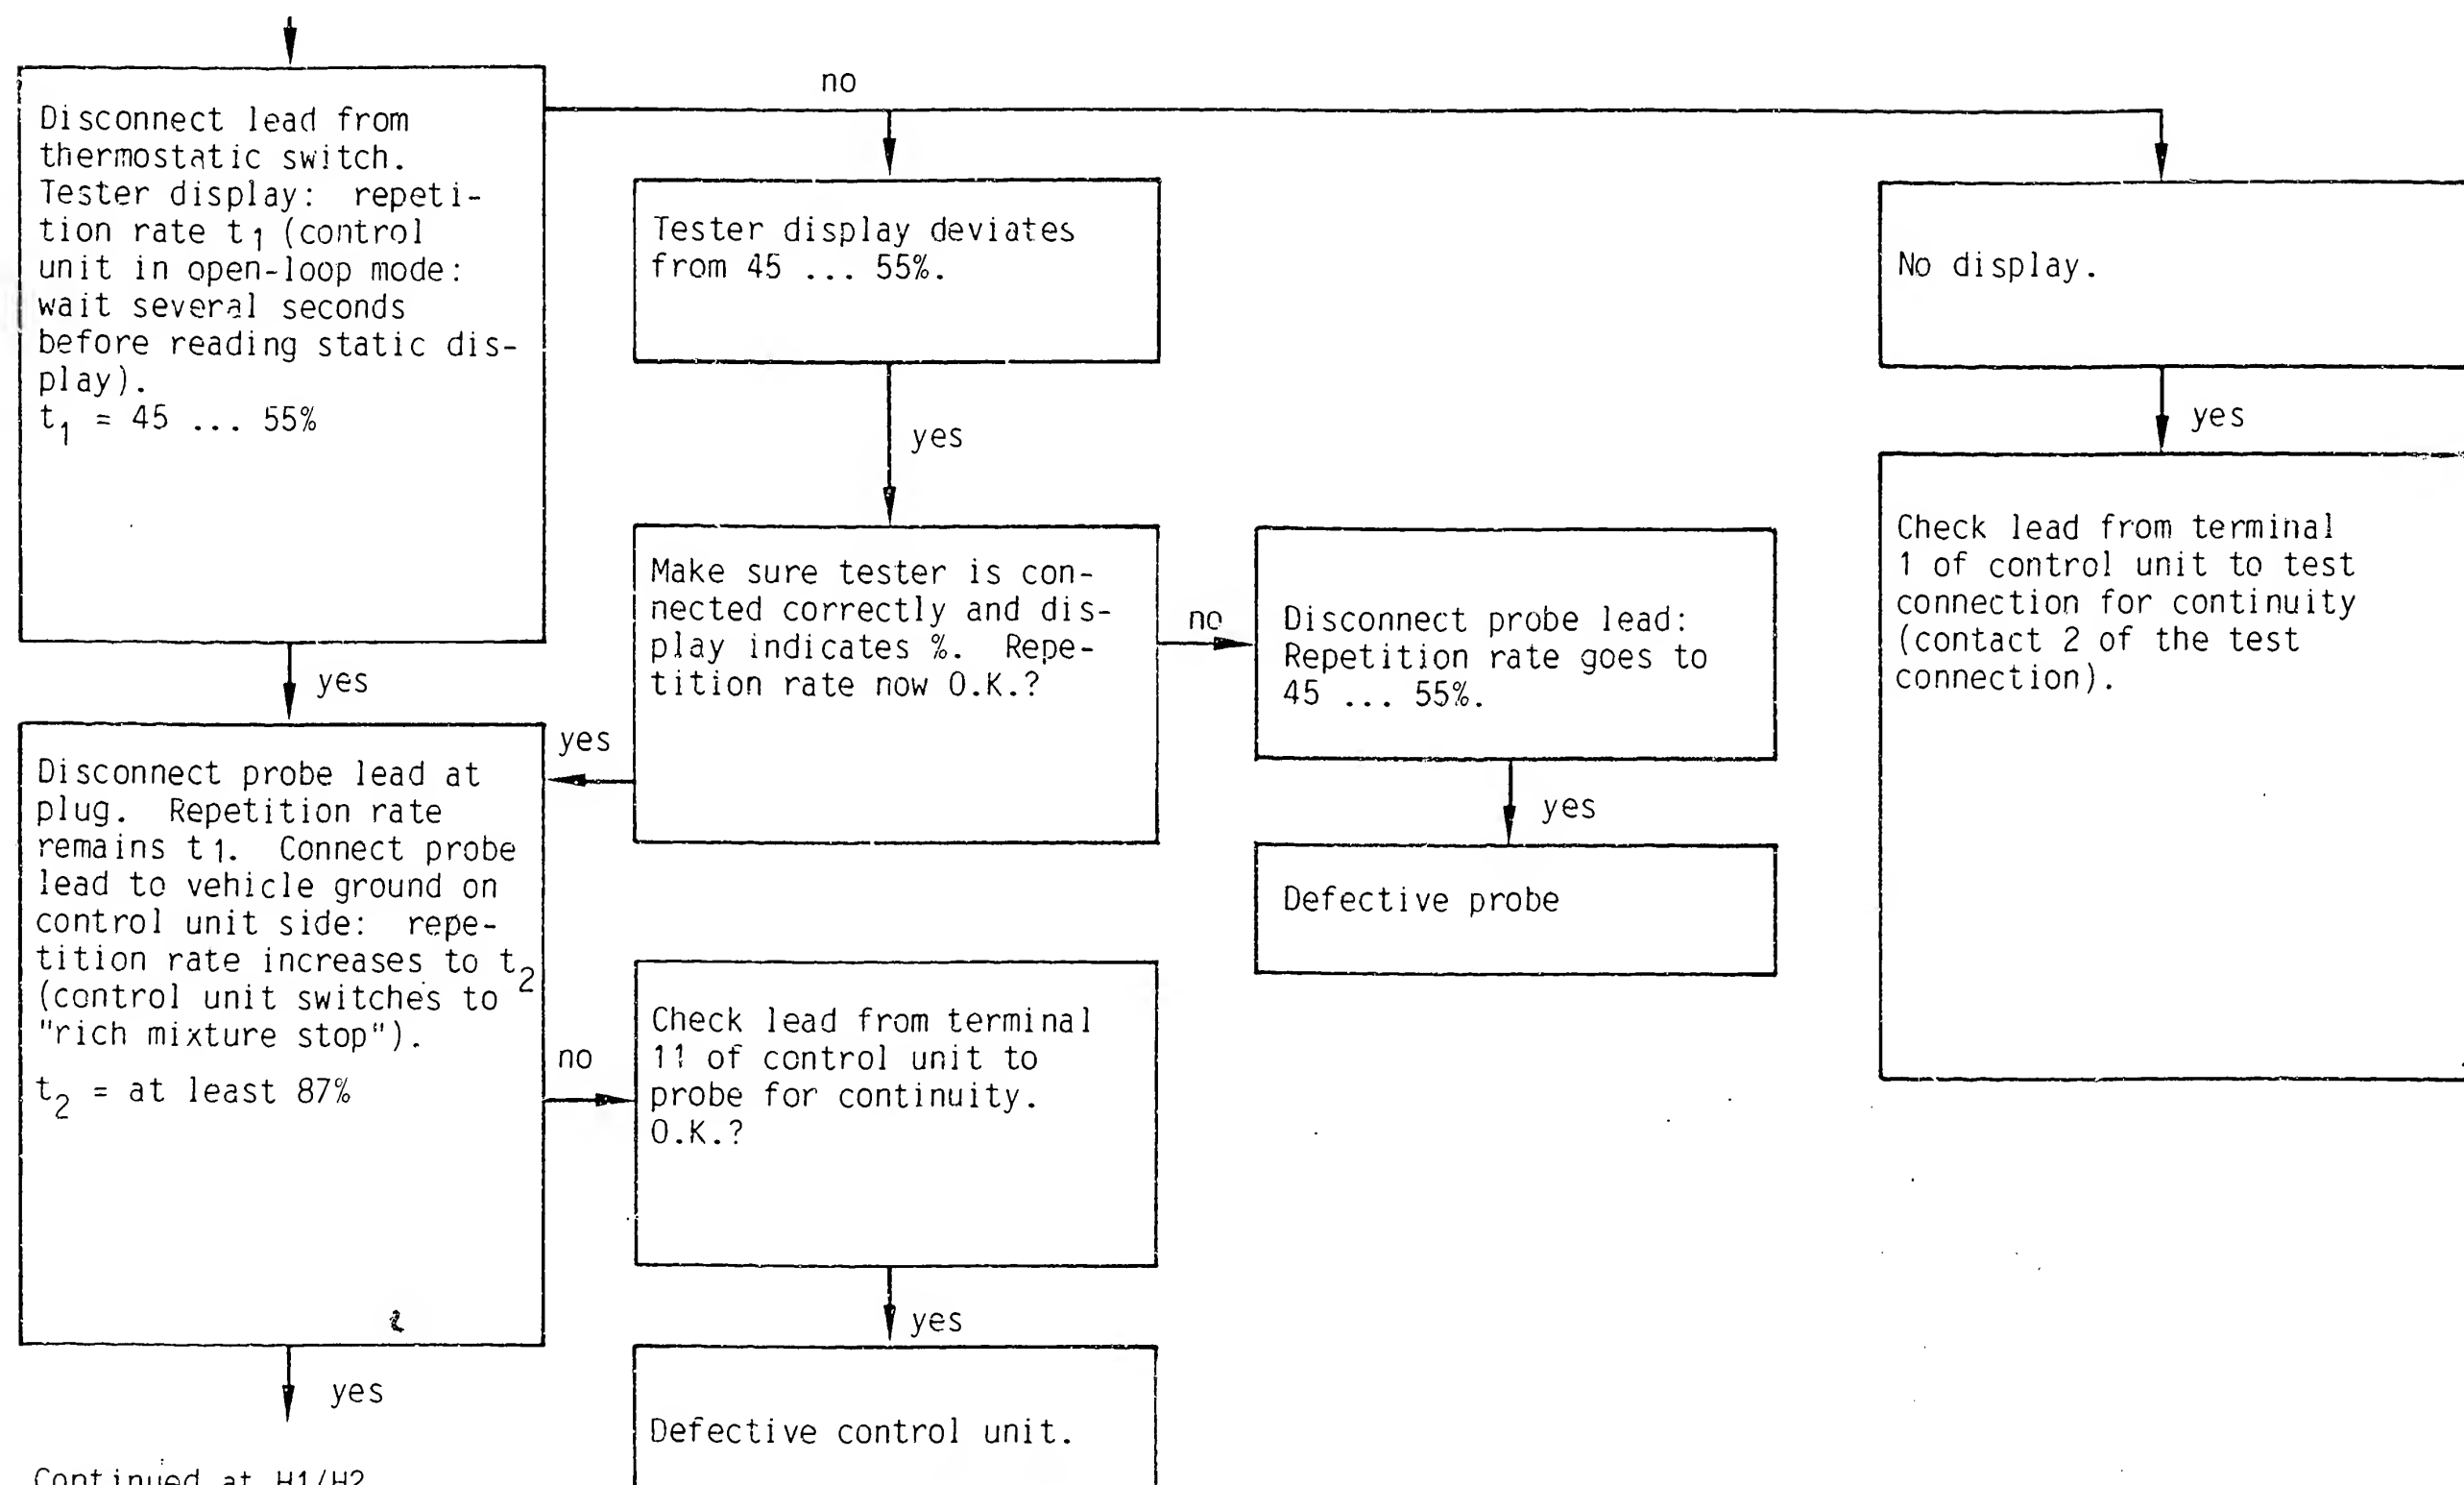 no
Disconnect lead from
thermostatic switch.
Tester display: repeti-
tion rate t1 (control
unit in open-loop mode:
wait several seconds
before reading static dis-
play).
t1 = 45 ... 55%
Tester display deviates
from 45 ... 55%.
No display.
yes
yes
Make sure tester is con-
nected correctly and dis-
play indicates %. Repe-
tition rate now O.K.?
no
Disconnect probe lead:
Repetition rate goes to
45 ... 55%.
Check lead from terminal
1 of control unit to test
connection for continuity
(contact 2 of the test
connection).
yes
yes
yes
Disconnect probe lead at
plug. Repetition rate
remains t1. Connect probe
lead to vehicle ground on
control unit side: repe-
tition rate increases to t2
(control unit switches to
"rich mixture stop").
t2 = at least 87%
Defective probe
no
Check lead from terminal
11 of control unit to
probe for continuity.
O.K.?
yes
yes
Defective control unit.
Continued at H1/H2